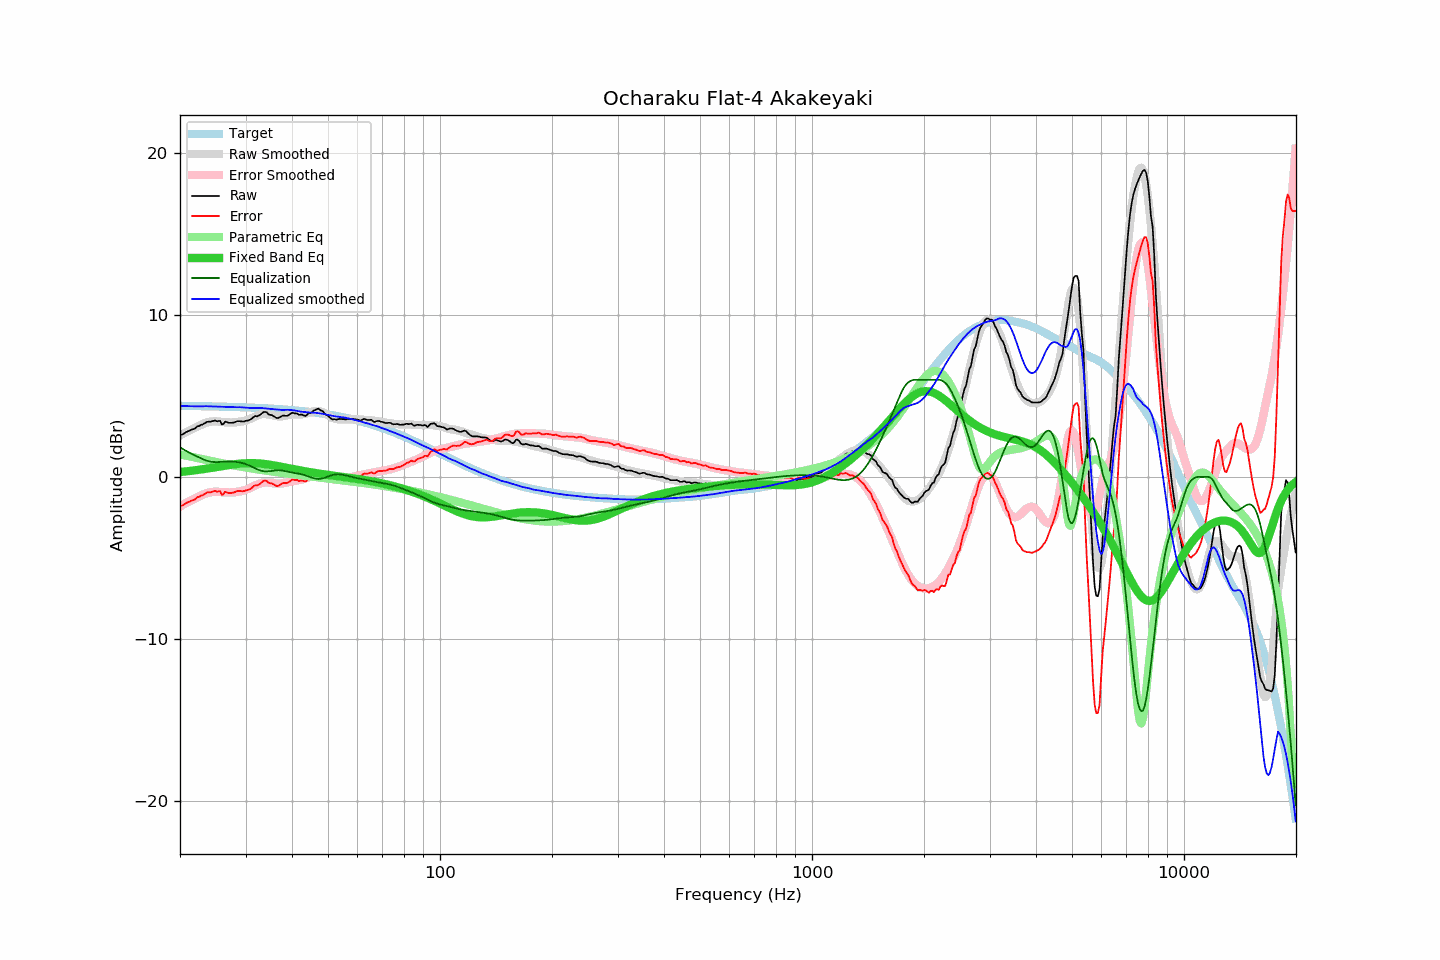 Ocharaku Flat-4 Akakeyaki
Target
Raw Smoothed
Error Smoothed
Raw
Error
Parametric Eq
Fixed Band Eq
Equalization
Equalized smoothed
20
10
0
−10
−20
Amplitude (dBr)
100
1000
10000
Frequency (Hz)